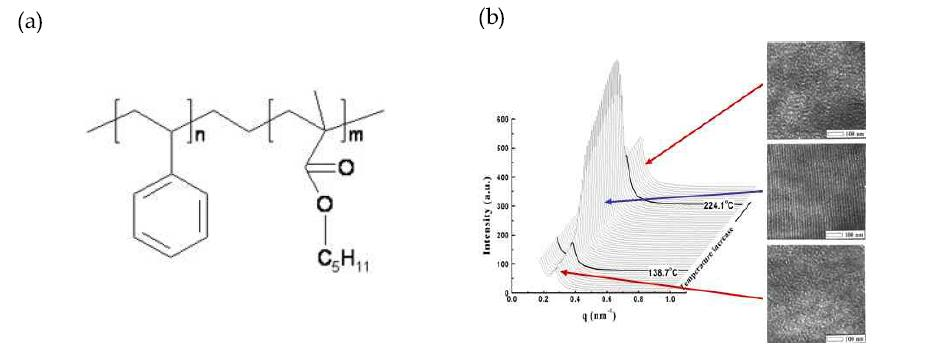 (a)
(b)
n
m
O
O
C5H11
600
500
400
300
200
100
0
Intensity (a.u.)
0.0 0.2 0.4 0.6 0.8 1.0
q (nm-1)
224.1°C
138.7°C
Temperature increase
100 nm
100 nm
100 nm